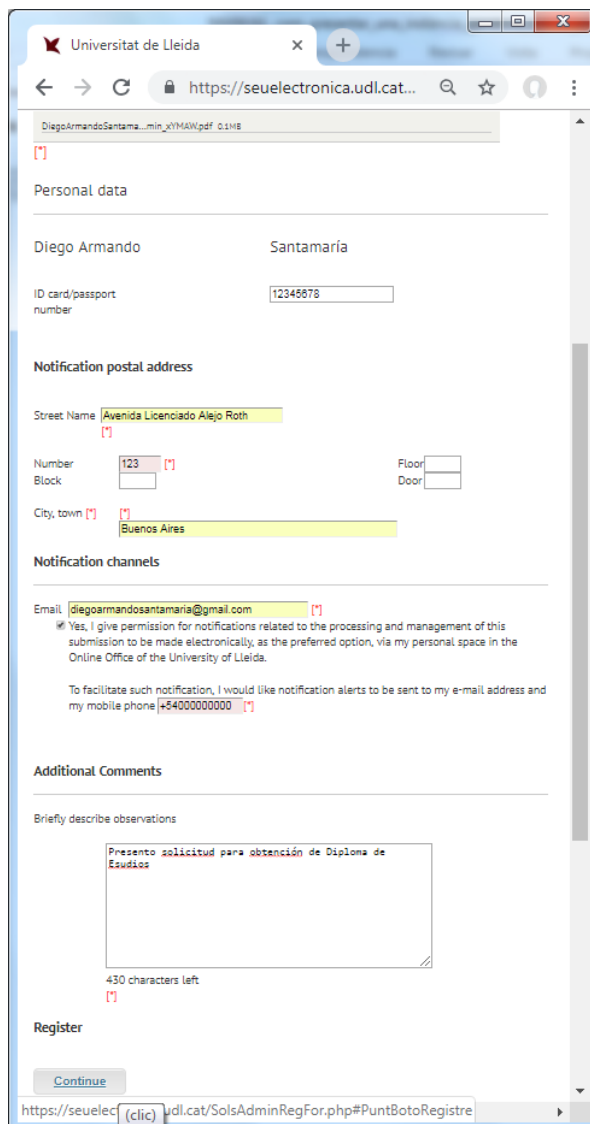 Universitat de Lleida
https://seuelectronica.udl.cat...
DiegoArmandoSantama...min_xYMAW.pdf 0.1MB
[*]
Personal data
Diego Armando Santamaría
ID card/passport number 12345678
Notification postal address
Street Name Avenida Licenciado Alejo Roth
[*]
Number 123 [*] Floor
Block Door
City, town [*] [*]
Buenos Aires
Notification channels
Email diegoarmandosantamaria@gmail.com [*]
Yes, I give permission for notifications related to the processing and management of this
submission to be made electronically, as the preferred option, via my personal space in the
Online Office of the University of Lleida.
To facilitate such notification, I would like notification alerts to be sent to my e-mail address and
my mobile phone +54000000000 [*]
Additional Comments
Briefly describe observations
Presento solicitud para obtención de Diploma de
Esudios
430 characters left
[*]
Register
Continue
https://seuelec udl.cat/SolsAdminRegFor.php#PuntBotoRegistre
(clic)